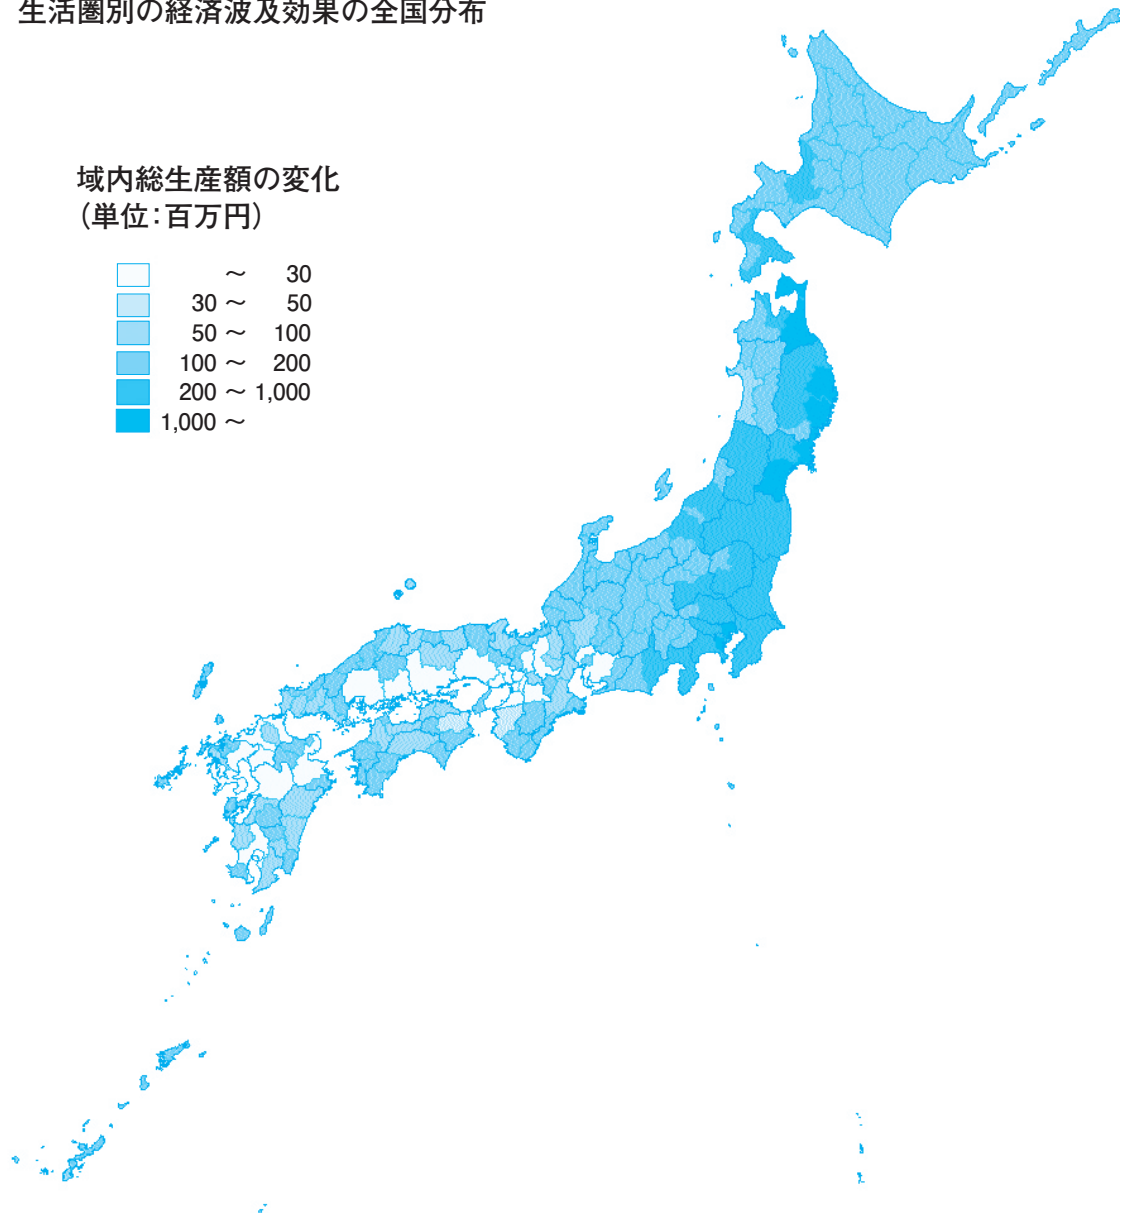 生活圏別の経済波及効果の全国分布
域内総生産額の変化
（単位：百万円）
～ 30
30 ～ 50
50 ～ 100
100 ～ 200
200 ～ 1,000
1,000 ～